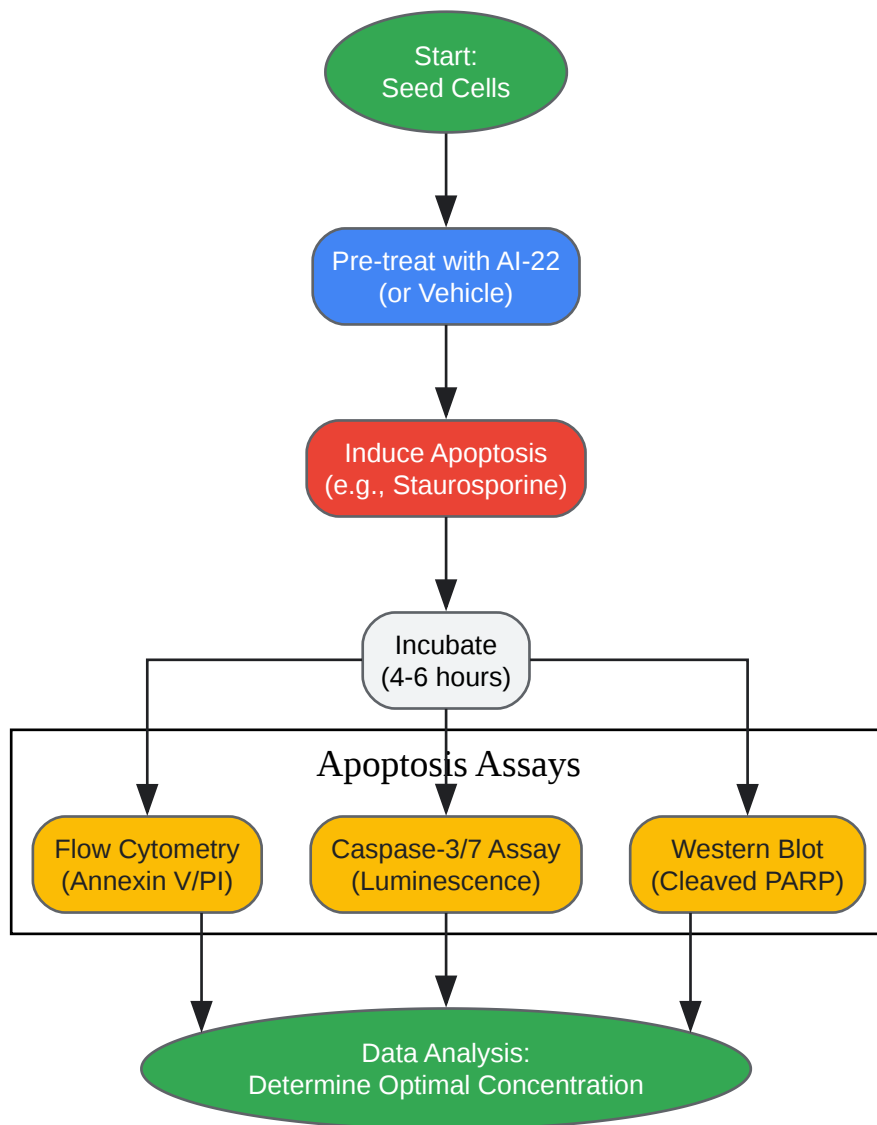 Start:
Seed Cells
Pre-treat with AI-22
(or Vehicle)
Induce Apoptosis
(e.g., Staurosporine)
Incubate
(4-6 hours)
Apoptosis Assays
Flow Cytometry
(Annexin V/PI)
Caspase-3/7 Assay
(Luminescence)
Western Blot
(Cleaved PARP)
Data Analysis:
Determine Optimal Concentration